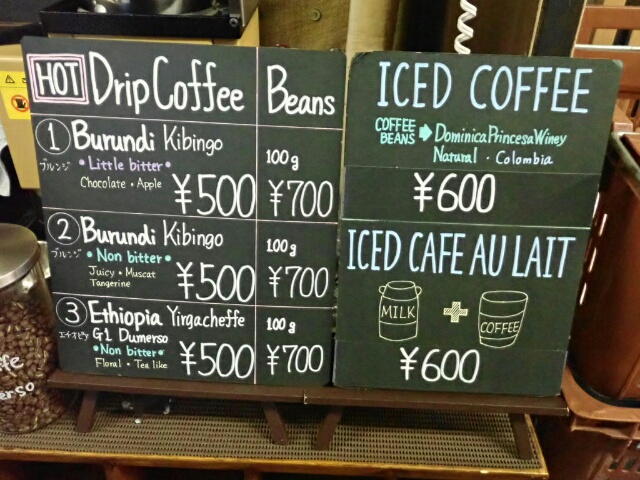 HOT Drip Coffee
Beans
1 Burundi Kibingo
ブルンジ
• Little bitter •
Chocolate • Apple
¥500
100g
¥700
2 Burundi Kibingo
ブルンジ
• Non bitter •
Juicy • Muscat
Tangerine
¥500
100g
¥700
3 Ethiopia Yirgacheffe
エチオピア
G1 Dumerso
• Non bitter •
Floral • Tea like
¥500
100g
¥700
ICED COFFEE
COFFEE
BEANS
Dominica Princesa Winey
Natural • Colombia
¥600
ICED CAFE AU LAIT
MILK + COFFEE
¥600